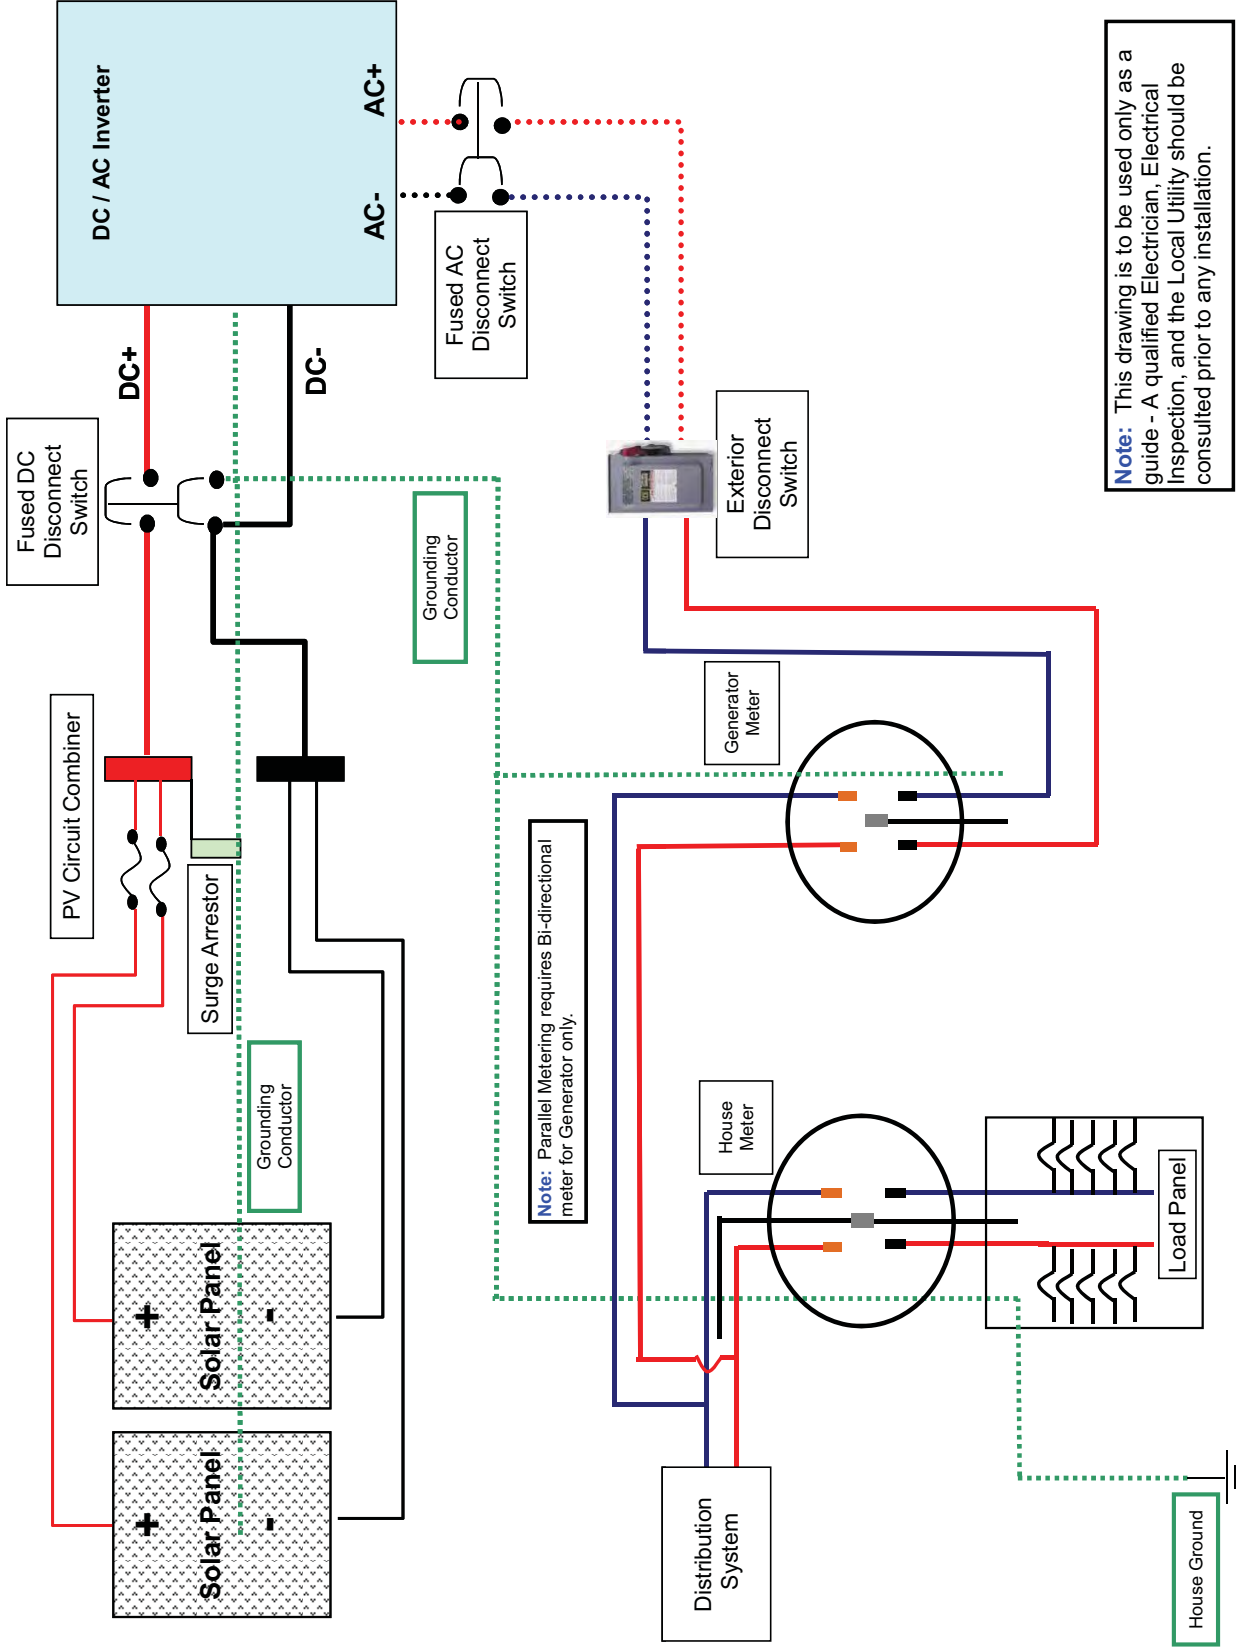 Solar Panel
+
-
Solar Panel
+
-
Grounding
Conductor
Surge Arrestor
PV Circuit Combiner
Fused DC
Disconnect
Switch
DC+
DC-
DC / AC Inverter
AC-
AC+
Fused AC
Disconnect
Switch
Grounding
Conductor
Note: Parallel Metering requires Bi-directional
meter for Generator only.
Distribution
System
House
Meter
Generator
Meter
Exterior
Disconnect
Switch
Load Panel
House Ground
Note: This drawing is to be used only as a
guide - A qualified Electrician, Electrical
Inspection, and the Local Utility should be
consulted prior to any installation.